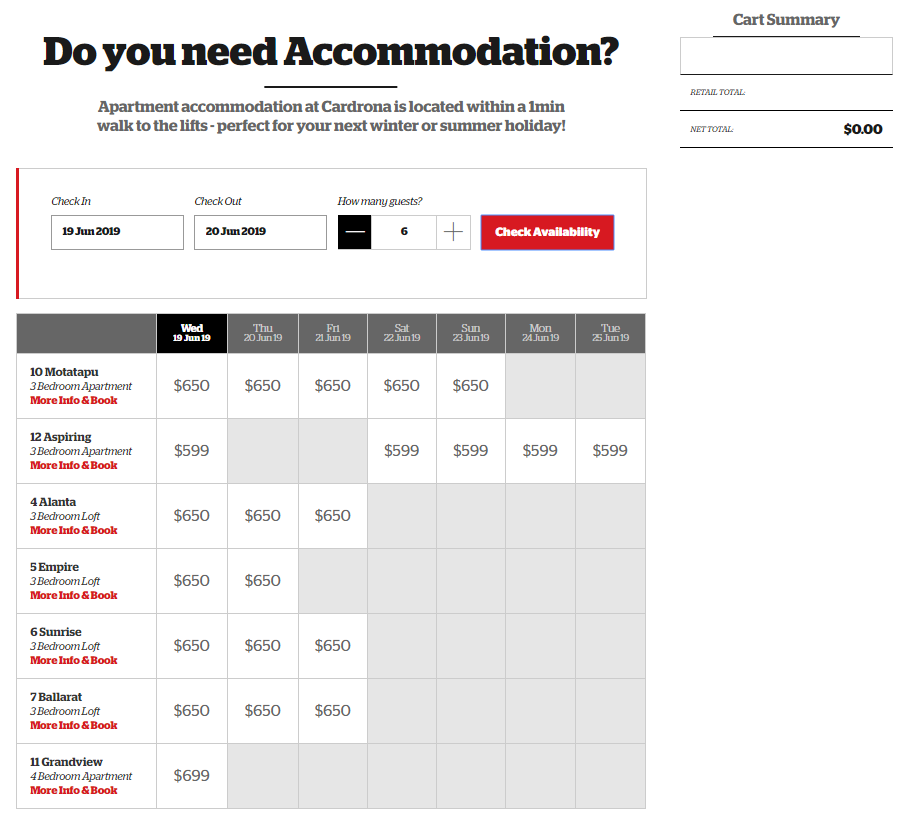 Cart Summary
Do you need Accommodation?
Apartment accommodation at Cardrona is located within a 1min
walk to the lifts - perfect for your next winter or summer holiday!
RETAIL TOTAL:
NET TOTAL: $0.00
Check In Check Out How many guests?
19 Jun 2019 20 Jun 2019 6 Check Availability
Wed Thu Fri Sat Sun Mon Tue
19 Jun 19 20 Jun 19 21 Jun 19 22 Jun 19 23 Jun 19 24 Jun 19 25 Jun 19
10 Motatapu
3 Bedroom Apartment $650 $650 $650 $650 $650
More Info & Book
12 Aspiring
3 Bedroom Apartment $599 $599 $599 $599 $599
More Info & Book
4 Alanta
3 Bedroom Loft $650 $650 $650
More Info & Book
5 Empire
3 Bedroom Loft $650 $650
More Info & Book
6 Sunrise
3 Bedroom Loft $650 $650 $650
More Info & Book
7 Ballarat
3 Bedroom Loft $650 $650 $650
More Info & Book
11 Grandview
4 Bedroom Apartment $699
More Info & Book